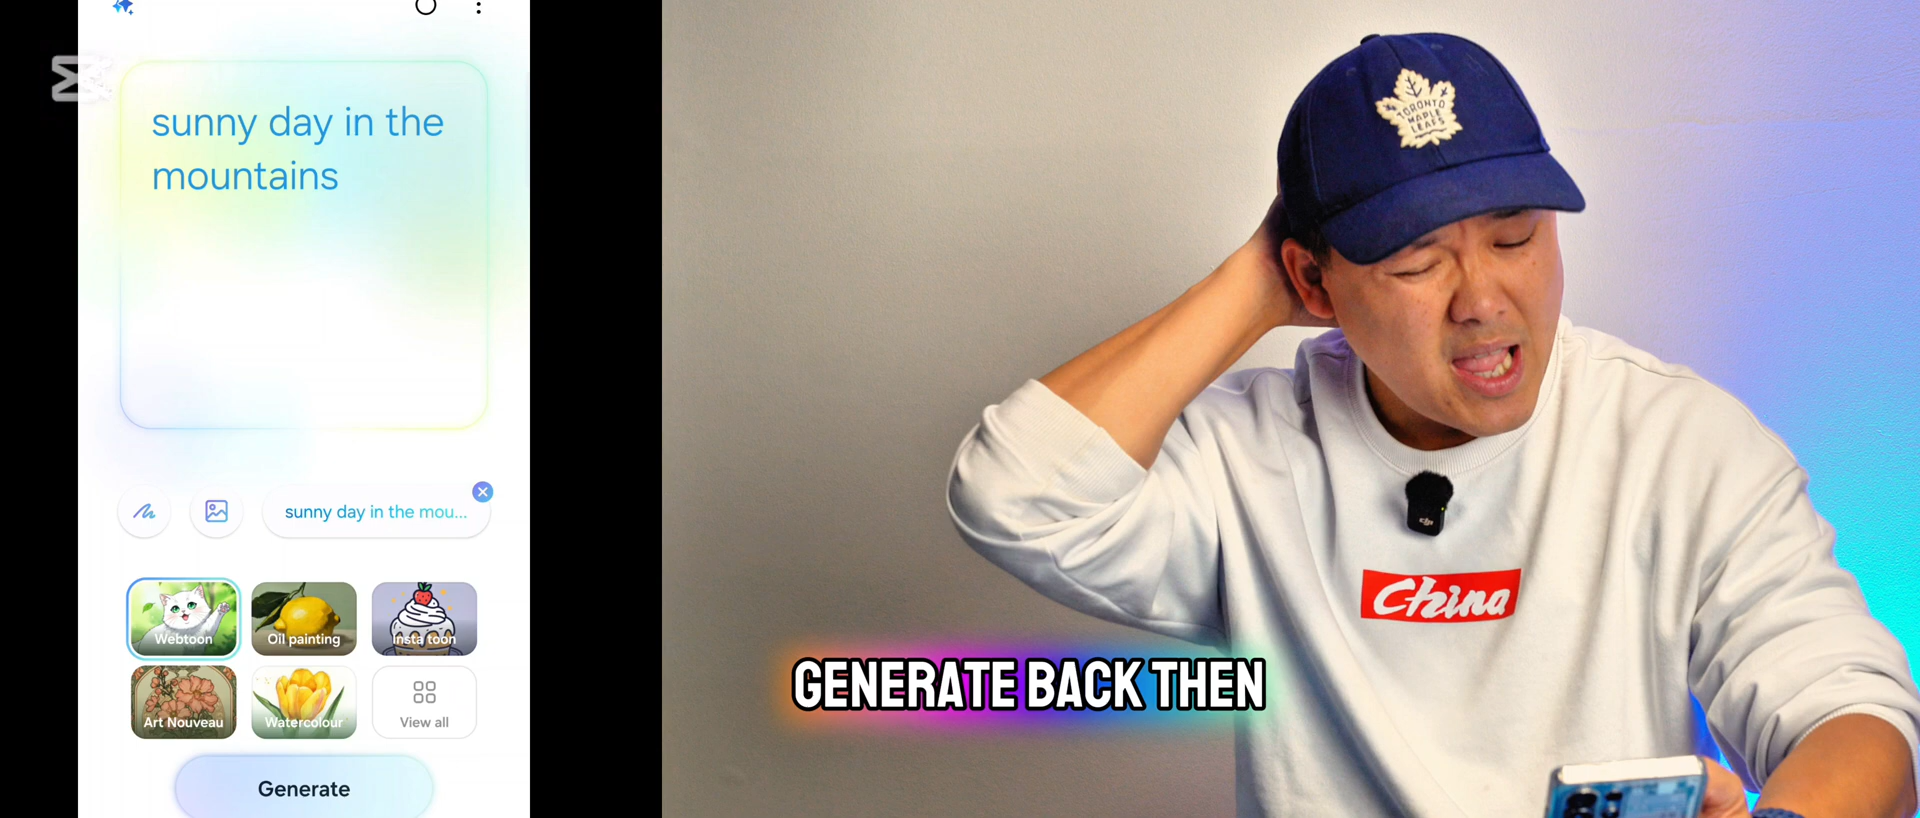 sunny day in the
mountains
sunny day in the mou...
Webtoon
Oil painting
Insta toon
Art Nouveau
Watercolour
View all
Generate
TORONTO
MAPLE
LEAFS
dji
China
GENERATE BACK THEN